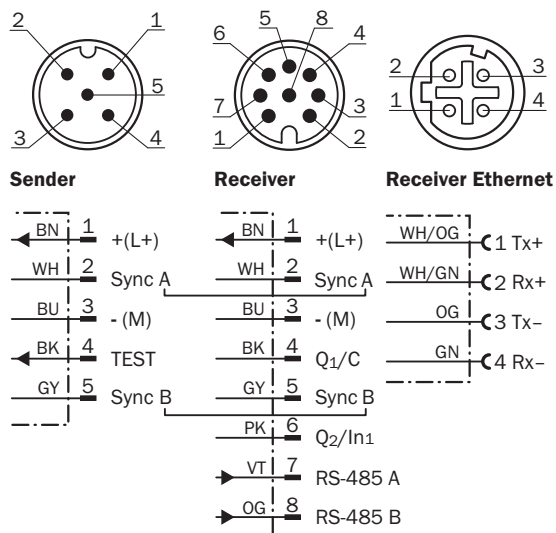 2 1
5
3 4
5 8
6 4
7 3
1 2
2 3
1 4
Sender
BN 1 +(L+)
WH 2 Sync A
BU 3 - (M)
BK 4 TEST
GY 5 Sync B
Receiver
BN 1 +(L+)
WH 2 Sync A
BU 3 - (M)
BK 4 Q1/C
GY 5 Sync B
PK 6 Q2/In1
VT 7 RS-485 A
OG 8 RS-485 B
Receiver Ethernet
WH/OG 1 Tx+
WH/GN 2 Rx+
OG 3 Tx–
GN 4 Rx–